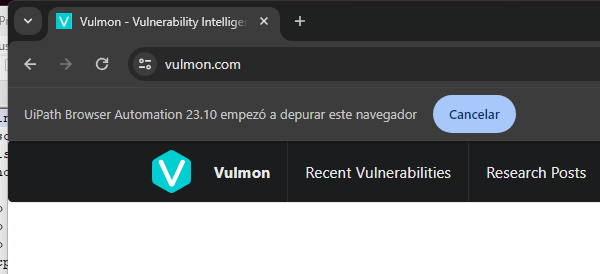 Vulmon - Vulnerability Intellige
vulmon.com
UiPath Browser Automation 23.10 empezó a depurar este navegador
Cancelar
Vulmon
Recent Vulnerabilities
Research Posts